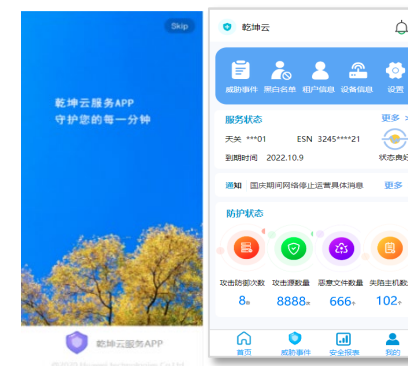 Skip
乾坤云服务APP
守护您的每一分钟
乾坤云服务APP
乾坤云
威胁事件 黑白名单 租户信息 设备信息 设置
服务状态 更多 >
天关 ***01 ESN 3245****21
到期时间 2022.10.9 状态良好
通知 国庆期间网络停止运营具体消息 更多
防护状态
攻击防御次数 攻击源数量 恶意文件数量 失陷主机数
8 8888 666 102
首页 威胁事件 安全报表 我的